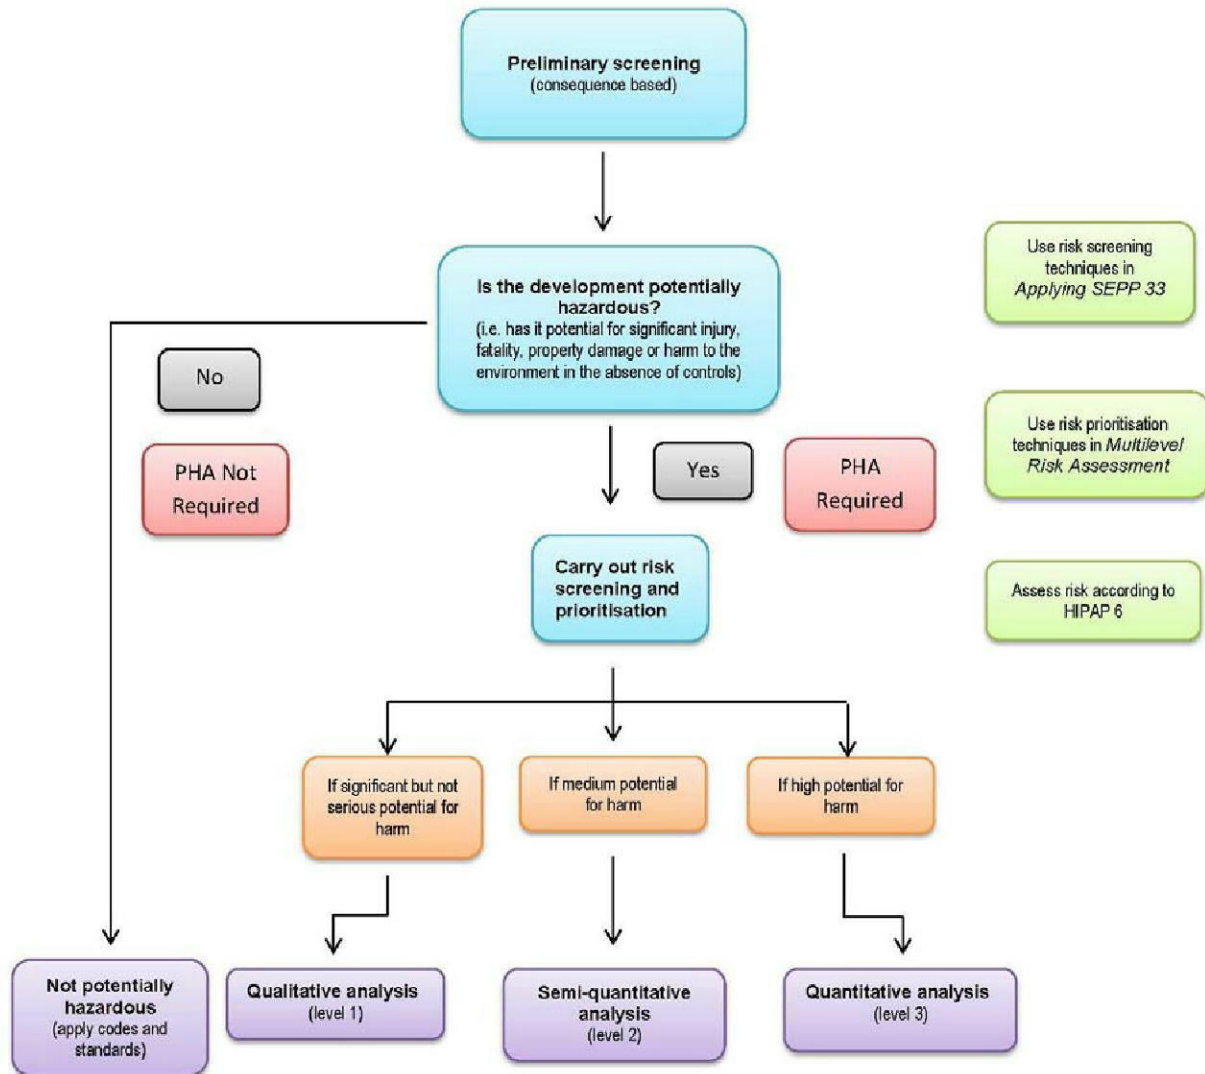 Preliminary screening
(consequence based)
Is the development potentially
hazardous?
(i.e. has it potential for significant injury,
fatality, property damage or harm to the
environment in the absence of controls)
Use risk screening
techniques in
Applying SEPP 33
No
PHA Not
Required
Yes
PHA
Required
Use risk prioritisation
techniques in Multilevel
Risk Assessment
Carry out risk
screening and
prioritisation
Assess risk according to
HIPAP 6
If significant but not
serious potential for
harm
If medium potential
for harm
If high potential for
harm
Not potentially
hazardous
(apply codes and
standards)
Qualitative analysis
(level 1)
Semi-quantitative
analysis
(level 2)
Quantitative analysis
(level 3)